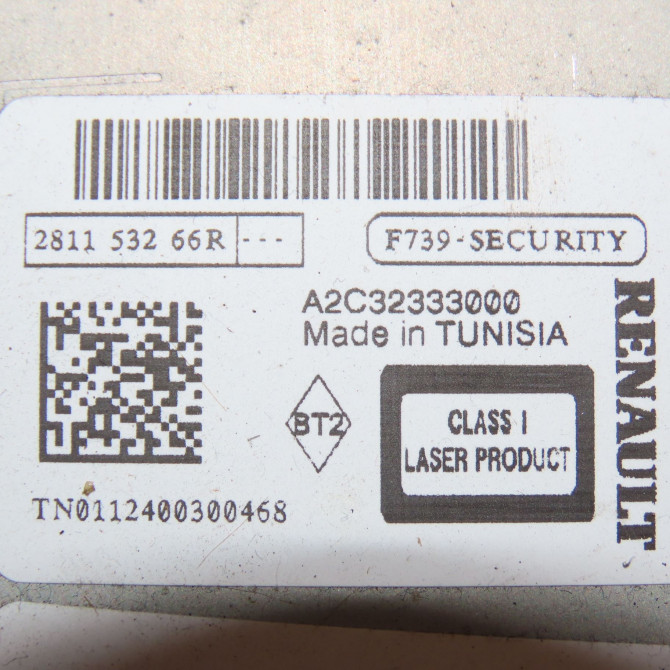 2811 532 66R ---
F739-SECURITY
A2C32333000
Made in TUNISIA
BT2
CLASS I
LASER PRODUCT
TN0112400300468
RENAULT